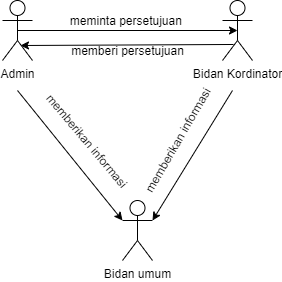 meminta persetujuan
memberi persetujuan
Admin
Bidan Kordinator
memberikan informasi
memberikan informasi
Bidan umum